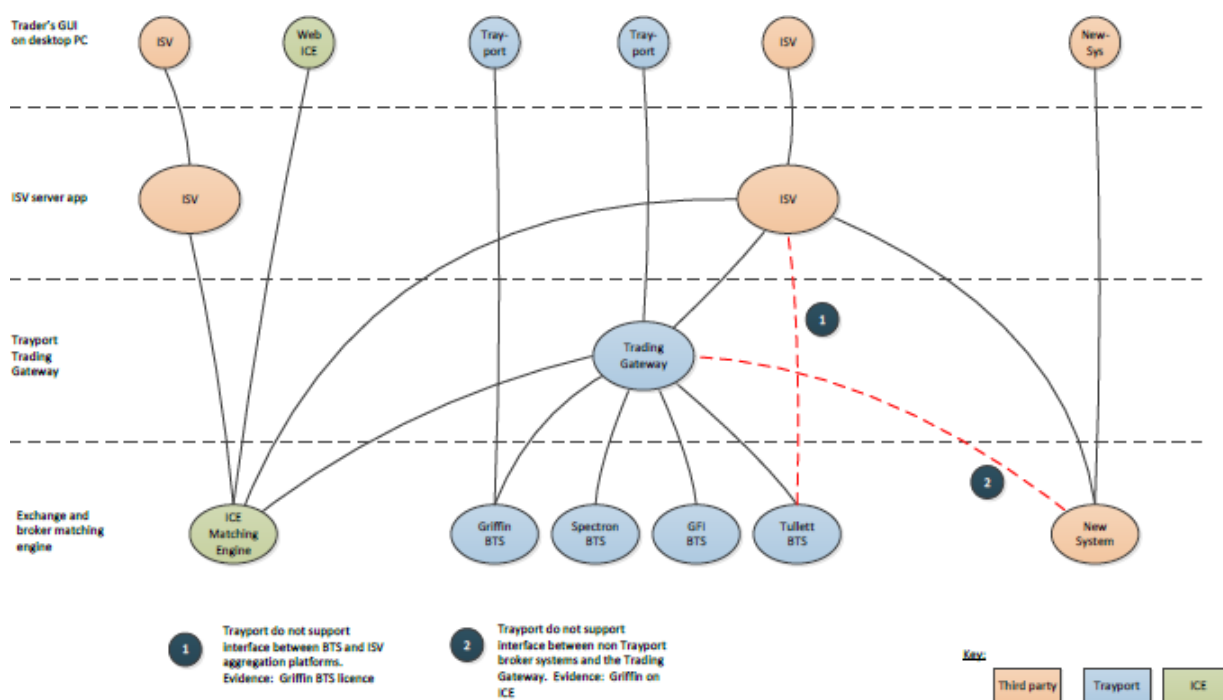 Trader's GUI
on desktop PC
ISV
Web
ICE
Tray-
port
Tray-
port
ISV
New-
Sys
ISV server app
ISV
ISV
Trayport
Trading
Gateway
Trading
Gateway
1
2
Exchange and
broker matching
engine
ICE
Matching
Engine
Griffin
BTS
Spectron
BTS
GFI
BTS
Tullett
BTS
New
System
1
Trayport do not support
interface between BTS and ISV
aggregation platforms.
Evidence: Griffin BTS licence
2
Trayport do not support
interface between non Trayport
broker systems and the Trading
Gateway. Evidence: Griffin on
ICE
Key:
Third party
Trayport
ICE